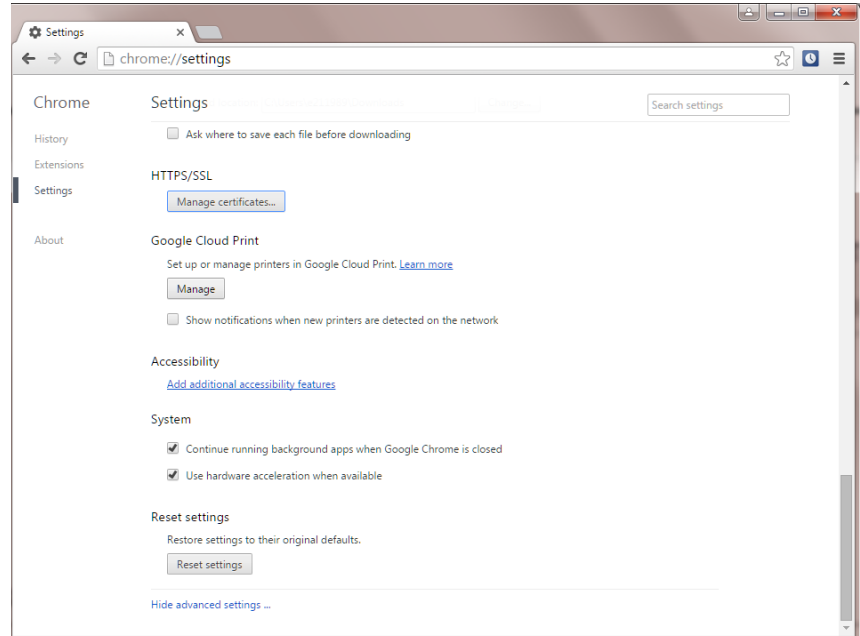 Settings
chrome://settings
Chrome
Settings
Search settings
History
Extensions
Settings
About
Ask where to save each file before downloading
HTTPS/SSL
Manage certificates...
Google Cloud Print
Set up or manage printers in Google Cloud Print. Learn more
Manage
Show notifications when new printers are detected on the network
Accessibility
Add additional accessibility features
System
Continue running background apps when Google Chrome is closed
Use hardware acceleration when available
Reset settings
Restore settings to their original defaults.
Reset settings
Hide advanced settings ...